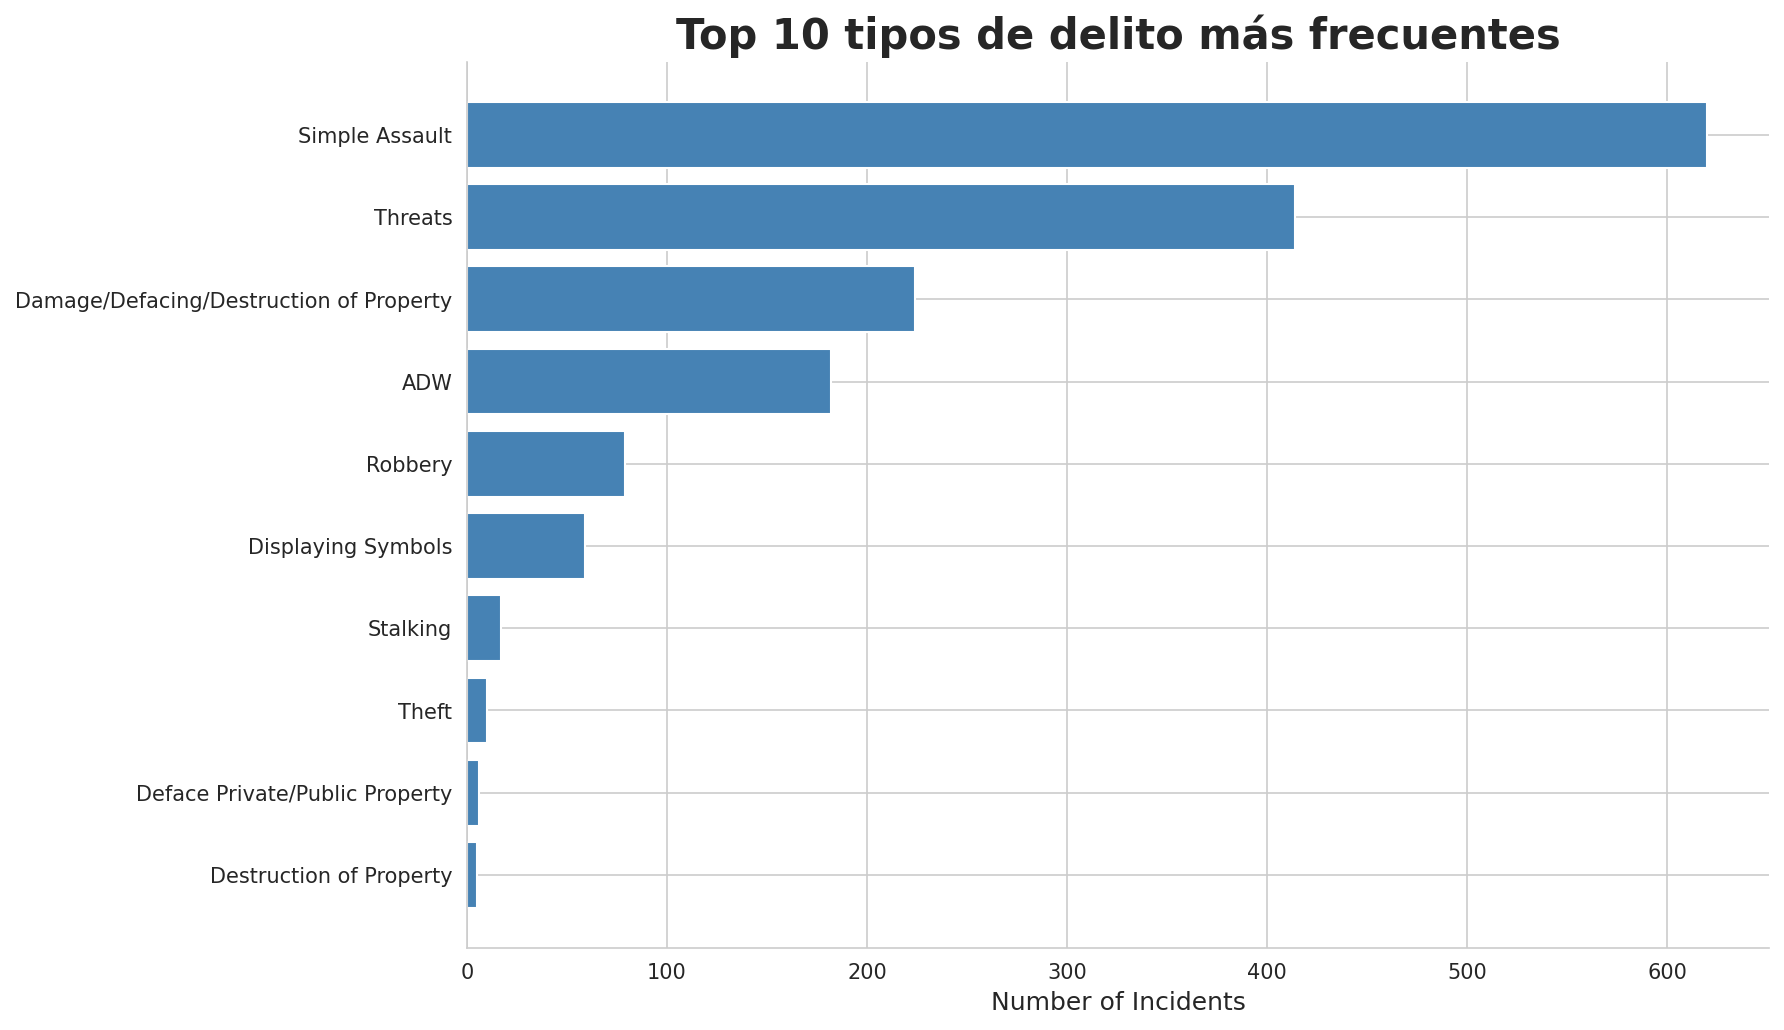 Top 10 tipos de delito más frecuentes
Simple Assault
Threats
Damage/Defacing/Destruction of Property
ADW
Robbery
Displaying Symbols
Stalking
Theft
Deface Private/Public Property
Destruction of Property
0 100 200 300 400 500 600
Number of Incidents